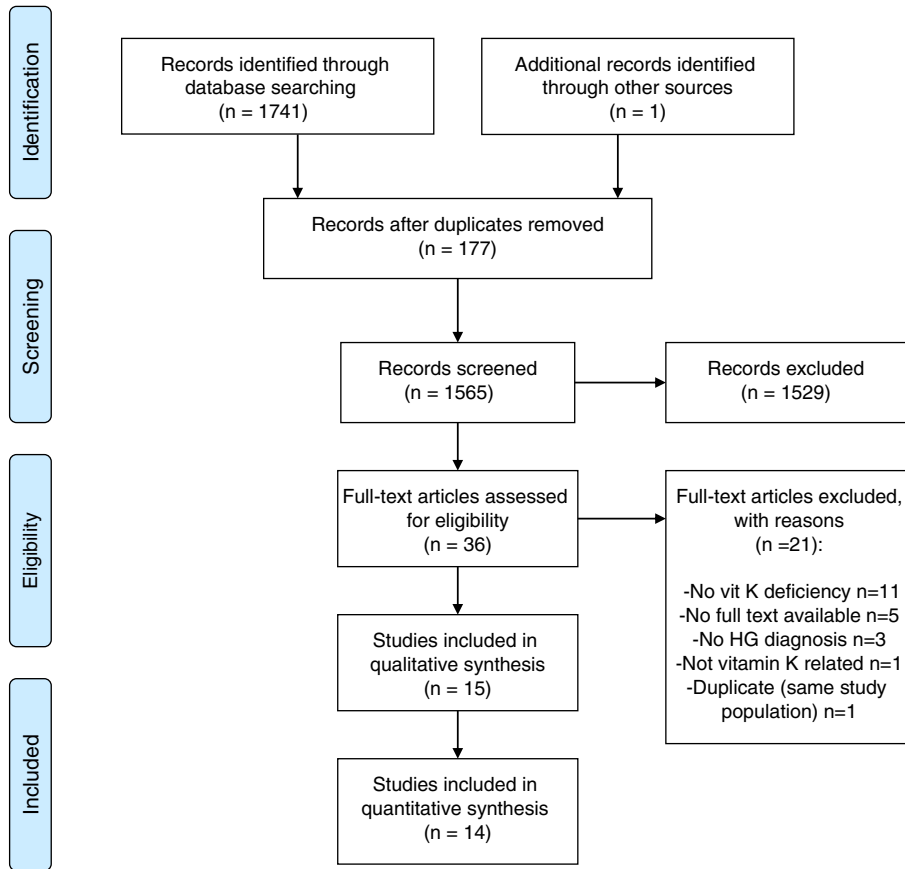 Identification
Records identified through
database searching
(n = 1741)
Additional records identified
through other sources
(n = 1)
Records after duplicates removed
(n = 177)
Screening
Records screened
(n = 1565)
Records excluded
(n = 1529)
Eligibility
Full-text articles assessed
for eligibility
(n = 36)
Full-text articles excluded,
with reasons
(n =21):
-No vit K deficiency n=11
-No full text available n=5
-No HG diagnosis n=3
-Not vitamin K related n=1
-Duplicate (same study
population) n=1
Studies included in
qualitative synthesis
(n = 15)
Included
Studies included in
quantitative synthesis
(n = 14)